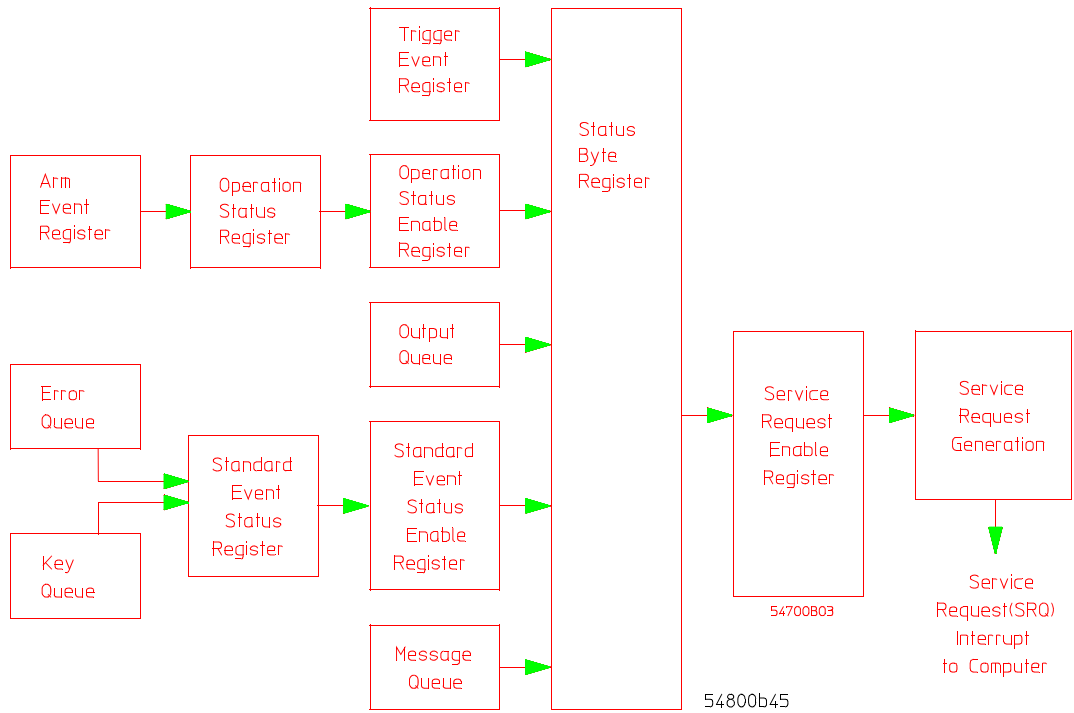 Trigger
Event
Register
Status
Byte
Register
Arm
Event
Register
Operation
Status
Register
Operation
Status
Enable
Register
Output
Queue
Error
Queue
Key
Queue
Standard
Event
Status
Register
Standard
Event
Status
Enable
Register
Message
Queue
Service
Request
Enable
Register
54700B03
Service
Request
Generation
Service
Request(SRQ)
Interrupt
to Computer
54800b45